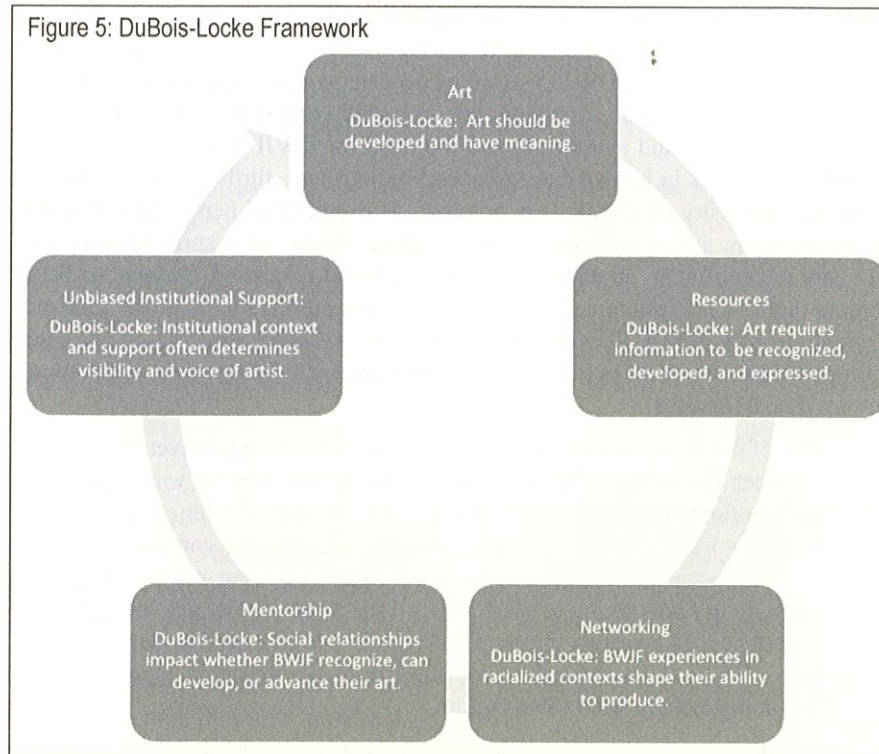 Figure 5: DuBois-Locke Framework
Art
DuBois-Locke: Art should be
developed and have meaning.
Resources
DuBois-Locke: Art requires
information to be recognized,
developed, and expressed.
Networking
DuBois-Locke: BWJF experiences in
racialized contexts shape their ability
to produce.
Mentorship
DuBois-Locke: Social relationships
impact whether BWJF recognize, can
develop, or advance their art.
Unbiased Institutional Support:
DuBois-Locke: Institutional context
and support often determines
visibility and voice of artist.